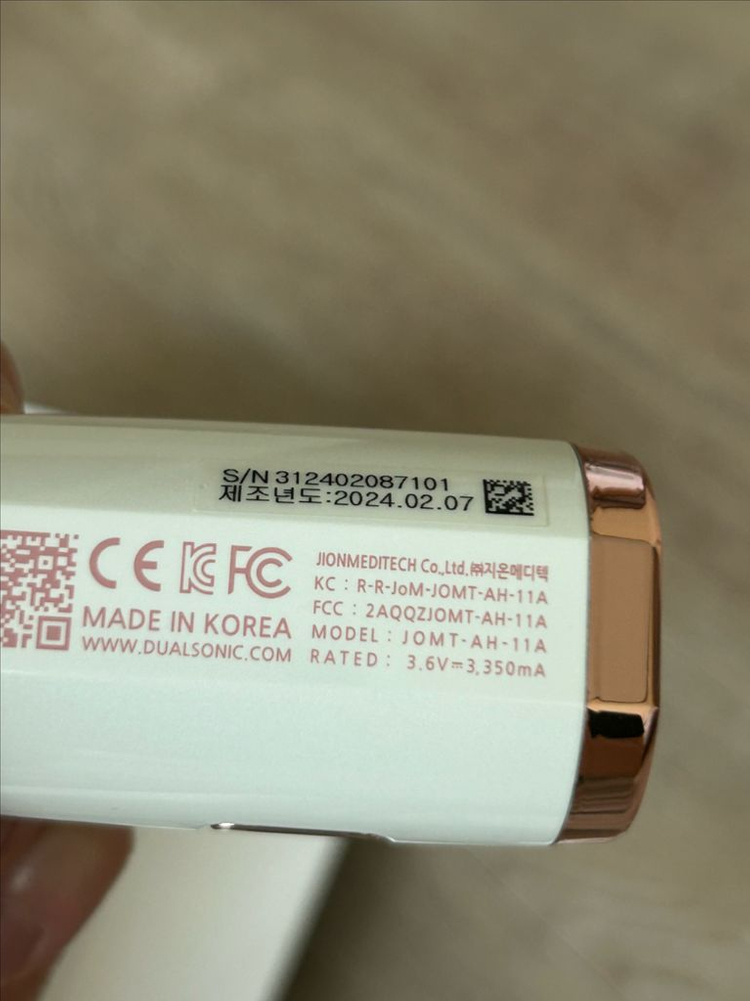 S/N 312402087101
제조년도:2024.02.07
CE KC FC
MADE IN KOREA
WWW.DUALSONIC.COM
JIONMEDITECH Co.,Ltd. ㈜지온메디텍
KC : R-R-JoM-JOMT-AH-11A
FCC : 2AQQZJOMT-AH-11A
MODEL : JOMT-AH-11A
RATED : 3.6V⎓3,350mA